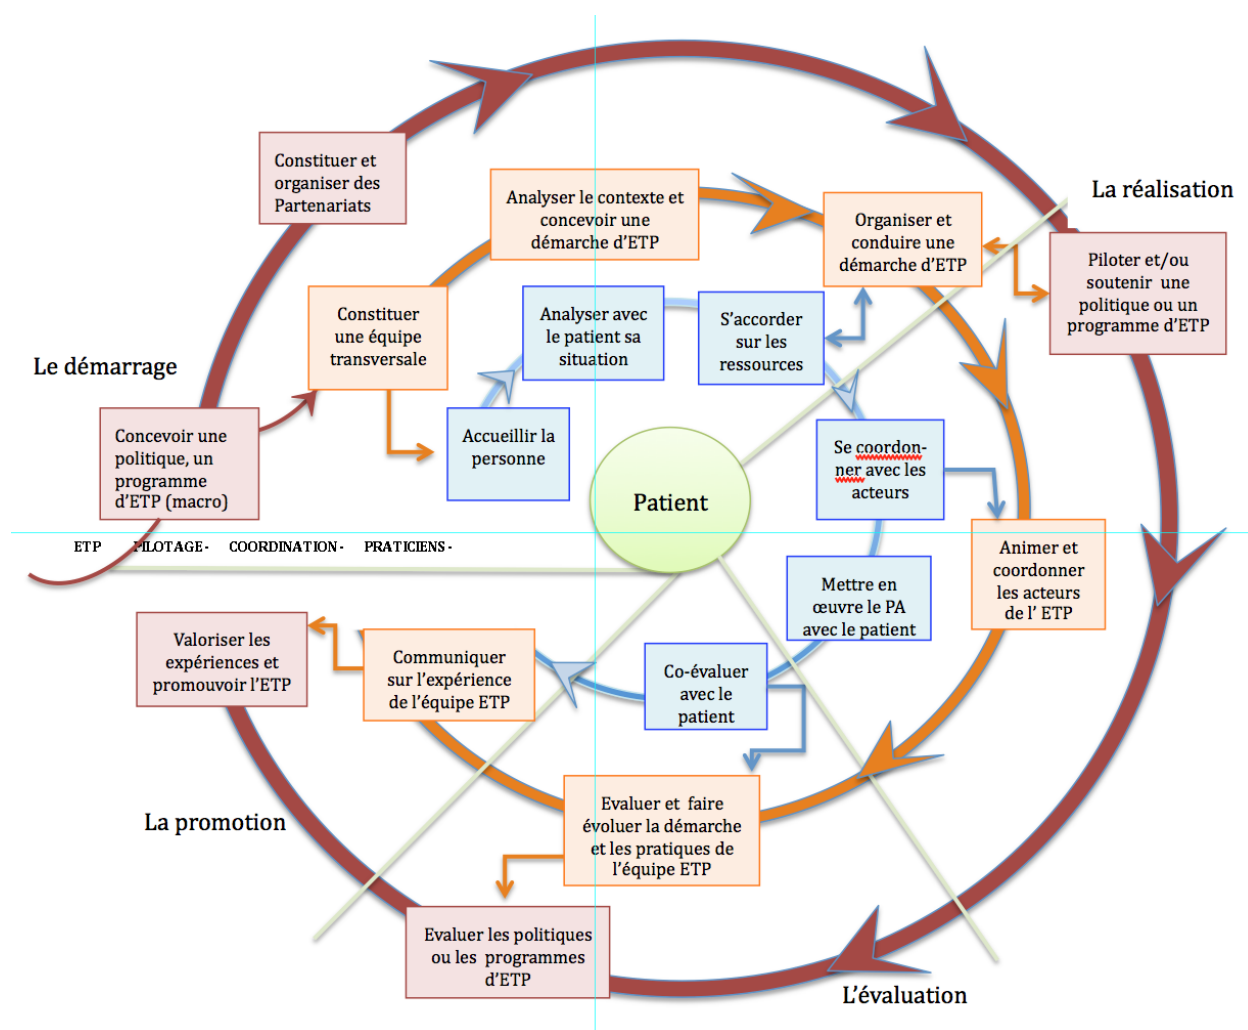 Constituer et
organiser des
Partenariats
Analyser le contexte et
concevoir une
démarche d'ETP
Organiser et
conduire une
démarche d'ETP
La réalisation
Piloter et/ou
soutenir une
politique ou un
programme d'ETP
Constituer
une équipe
transversale
Analyser avec
le patient sa
situation
S'accorder
sur les
ressources
Le démarrage
Concevoir une
politique, un
programme
d'ETP (macro)
Accueillir la
personne
Se coordon-
ner avec les
acteurs
Patient
ETP PILOTAGE- COORDINATION- PRATICIENS-
Animer et
coordonner
les acteurs
de l' ETP
Mettre en
œuvre le PA
avec le patient
Valoriser les
expériences et
promouvoir l'ETP
Communiquer
sur l'expérience
de l'équipe ETP
Co-évaluer
avec le
patient
La promotion
Evaluer et faire
évoluer la démarche
et les pratiques de
l'équipe ETP
Evaluer les politiques
ou les programmes
d'ETP
L'évaluation